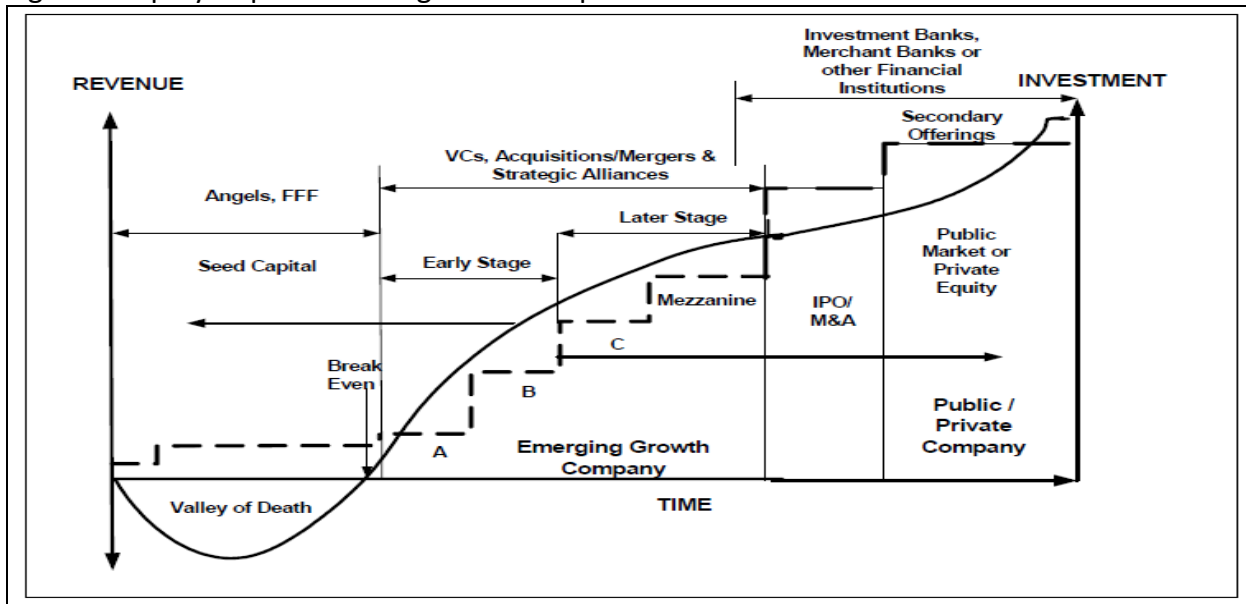 Investment Banks,
Merchant Banks or
other Financial
Institutions
REVENUE
INVESTMENT
Secondary
Offerings
VCs, Acquisitions/Mergers &
Strategic Alliances
Angels, FFF
Later Stage
Public
Market or
Private
Equity
Seed Capital
Early Stage
Mezzanine
IPO/
M&A
C
Break
Even
B
Public /
Private
Company
A
Emerging Growth
Company
Valley of Death
TIME